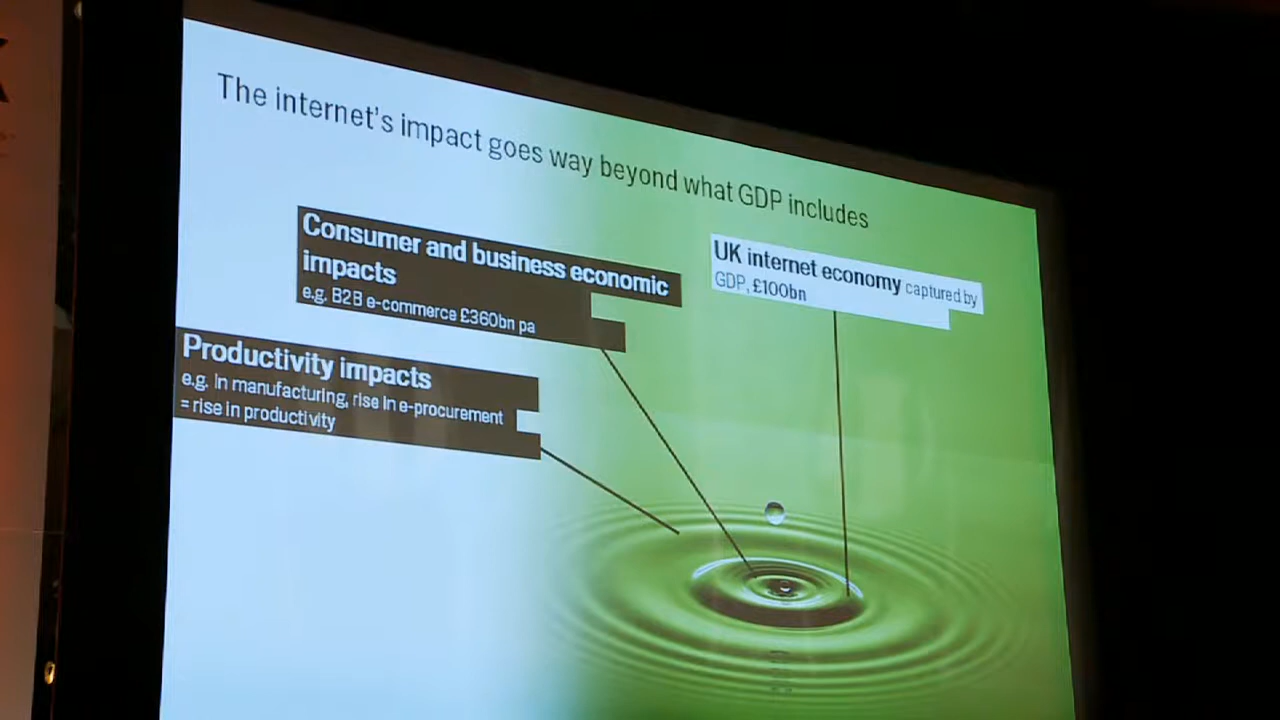 The internet's impact goes way beyond what GDP includes
Consumer and business economic
impacts
e.g. B2B e-commerce £360bn pa
UK internet economy captured by
GDP, £100bn
Productivity impacts
e.g. in manufacturing, rise in e-procurement
= rise in productivity